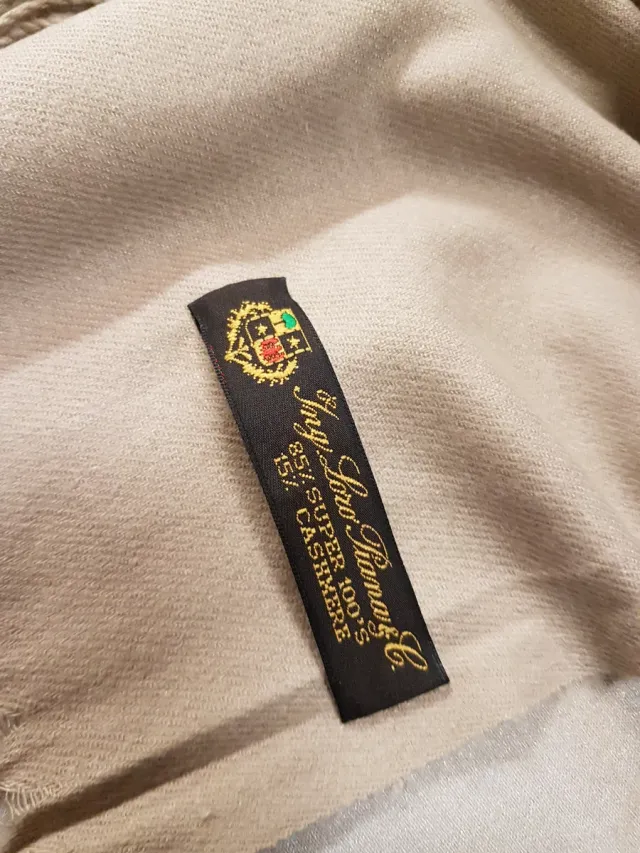 Ing. Loro Piana & C.
85% SUPER 100'S
15% CASHMERE